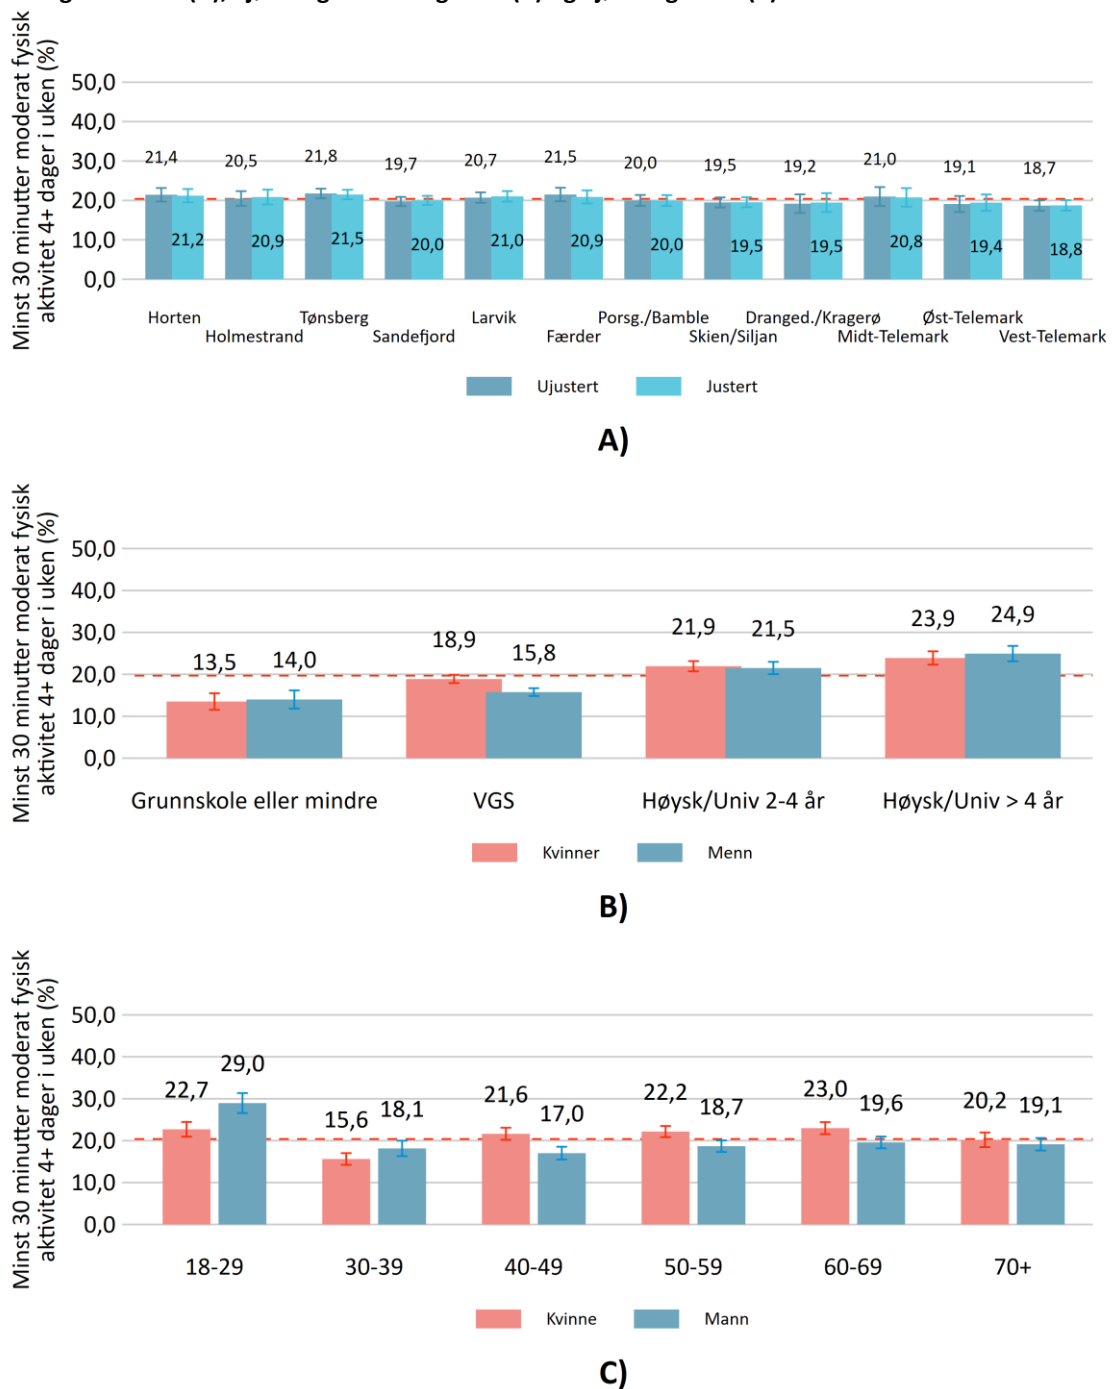 Minst 30 minutter moderat fysisk
aktivitet 4+ dager i uken (%)
50,0
40,0
30,0
20,0
10,0
0,0
21,4 20,5 21,8 19,7 20,7 21,5 20,0 19,5 19,2 21,0 19,1 18,7
21,2 20,9 21,5 20,0 21,0 20,9 20,0 19,5 19,5 20,8 19,4 18,8
Horten Tønsberg Larvik Porsg./Bamble Dranged./Kragerø Øst-Telemark
Holmestrand Sandefjord Færder Skien/Siljan Midt-Telemark Vest-Telemark
Ujustert Justert
A)
Minst 30 minutter moderat fysisk
aktivitet 4+ dager i uken (%)
50,0
40,0
30,0
20,0
10,0
0,0
13,5 14,0 18,9 15,8 21,9 21,5 23,9 24,9
Grunnskole eller mindre VGS Høysk/Univ 2-4 år Høysk/Univ > 4 år
Kvinner Menn
B)
Minst 30 minutter moderat fysisk
aktivitet 4+ dager i uken (%)
50,0
40,0
30,0
20,0
10,0
0,0
22,7 29,0 15,6 18,1 21,6 17,0 22,2 18,7 23,0 19,6 20,2 19,1
18-29 30-39 40-49 50-59 60-69 70+
Kvinne Mann
C)